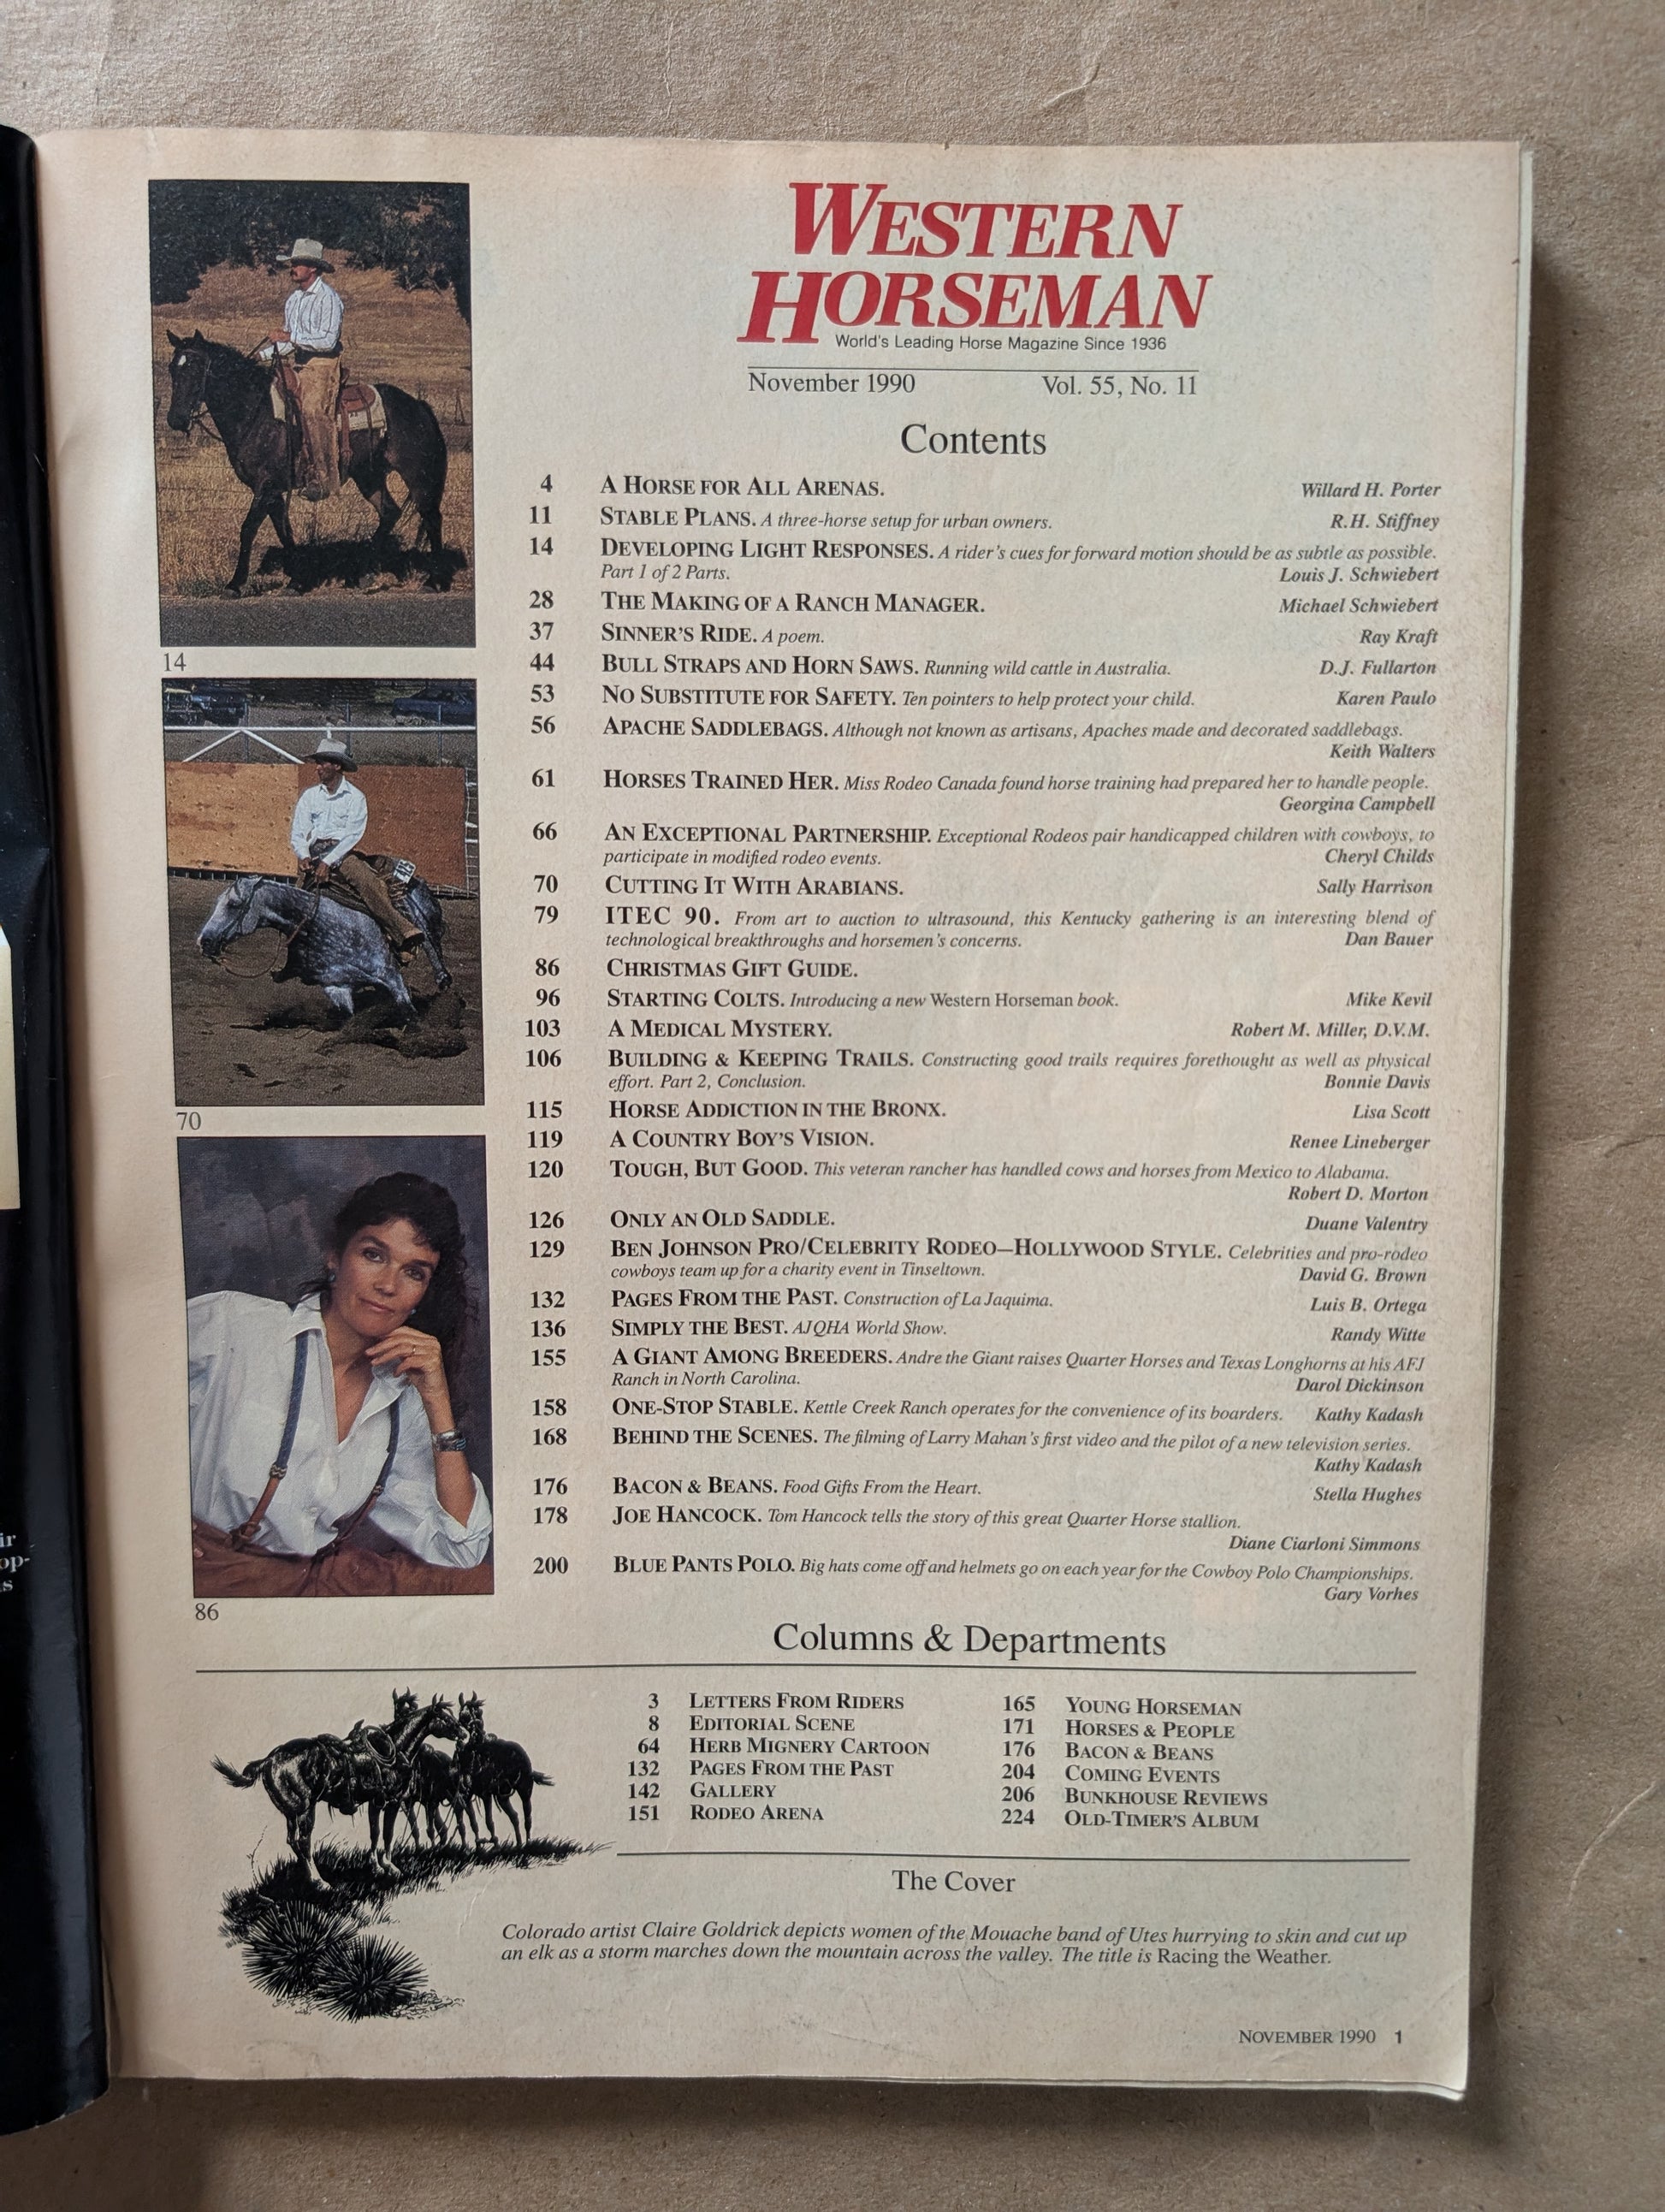 WESTERN
HORSEMAN
World's Leading Horse Magazine Since 1936
November 1990 Vol. 55, No. 11
Contents
4 A HORSE FOR ALL ARENAS. Willard H. Porter
11 STABLE PLANS. A three-horse setup for urban owners. R.H. Stiffney
14 DEVELOPING LIGHT RESPONSES. A rider's cues for forward motion should be as subtle as possible.
Part 1 of 2 Parts. Louis J. Schwiebert
28 THE MAKING OF A RANCH MANAGER. Michael Schwiebert
37 SINNER'S RIDE. A poem. Ray Kraft
44 BULL STRAPS AND HORN SAWS. Running wild cattle in Australia. D.J. Fullarton
53 NO SUBSTITUTE FOR SAFETY. Ten pointers to help protect your child. Karen Paulo
56 APACHE SADDLEBAGS. Although not known as artisans, Apaches made and decorated saddlebags.
Keith Walters
61 HORSES TRAINED HER. Miss Rodeo Canada found horse training had prepared her to handle people.
Georgina Campbell
66 AN EXCEPTIONAL PARTNERSHIP. Exceptional Rodeos pair handicapped children with cowboys, to
participate in modified rodeo events. Cheryl Childs
70 CUTTING IT WITH ARABIANS. Sally Harrison
79 ITEC 90. From art to auction to ultrasound, this Kentucky gathering is an interesting blend of
technological breakthroughs and horsemen's concerns. Dan Bauer
86 CHRISTMAS GIFT GUIDE.
96 STARTING COLTS. Introducing a new Western Horseman book. Mike Kevil
103 A MEDICAL MYSTERY. Robert M. Miller, D.V.M.
106 BUILDING & KEEPING TRAILS. Constructing good trails requires forethought as well as physical
effort. Part 2, Conclusion. Bonnie Davis
115 HORSE ADDICTION IN THE BRONX. Lisa Scott
119 A COUNTRY BOY'S VISION. Renee Lineberger
120 TOUGH, BUT GOOD. This veteran rancher has handled cows and horses from Mexico to Alabama.
Robert D. Morton
126 ONLY AN OLD SADDLE. Duane Valentry
129 BEN JOHNSON PRO/CELEBRITY RODEO—HOLLYWOOD STYLE. Celebrities and pro-rodeo
cowboys team up for a charity event in Tinseltown. David G. Brown
132 PAGES FROM THE PAST. Construction of La Jaquima. Luis B. Ortega
136 SIMPLY THE BEST. AJQHA World Show. Randy Witte
155 A GIANT AMONG BREEDERS. Andre the Giant raises Quarter Horses and Texas Longhorns at his AFJ
Ranch in North Carolina. Darol Dickinson
158 ONE-STOP STABLE. Kettle Creek Ranch operates for the convenience of its boarders. Kathy Kadash
168 BEHIND THE SCENES. The filming of Larry Mahan's first video and the pilot of a new television series.
Kathy Kadash
176 BACON & BEANS. Food Gifts From the Heart. Stella Hughes
178 JOE HANCOCK. Tom Hancock tells the story of this great Quarter Horse stallion.
Diane Ciarloni Simmons
200 BLUE PANTS POLO. Big hats come off and helmets go on each year for the Cowboy Polo Championships.
Gary Vorhes
14
70
86
Columns & Departments
3 LETTERS FROM RIDERS
8 EDITORIAL SCENE
64 HERB MIGNERY CARTOON
132 PAGES FROM THE PAST
142 GALLERY
151 RODEO ARENA
165 YOUNG HORSEMAN
171 HORSES & PEOPLE
176 BACON & BEANS
204 COMING EVENTS
206 BUNKHOUSE REVIEWS
224 OLD-TIMER'S ALBUM
The Cover
Colorado artist Claire Goldrick depicts women of the Mouache band of Utes hurrying to skin and cut up
an elk as a storm marches down the mountain across the valley. The title is Racing the Weather.
NOVEMBER 1990 1